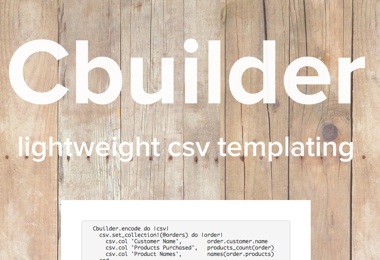 Cbuilder
lightweight csv templating
Cbuilder.encode do |csv|
csv.set_collection!(@orders) do |order|
csv.col 'Customer Name', order.customer.name
csv.col 'Products Purchased', products_count(order)
csv.col 'Product Names', names(order.products)
end